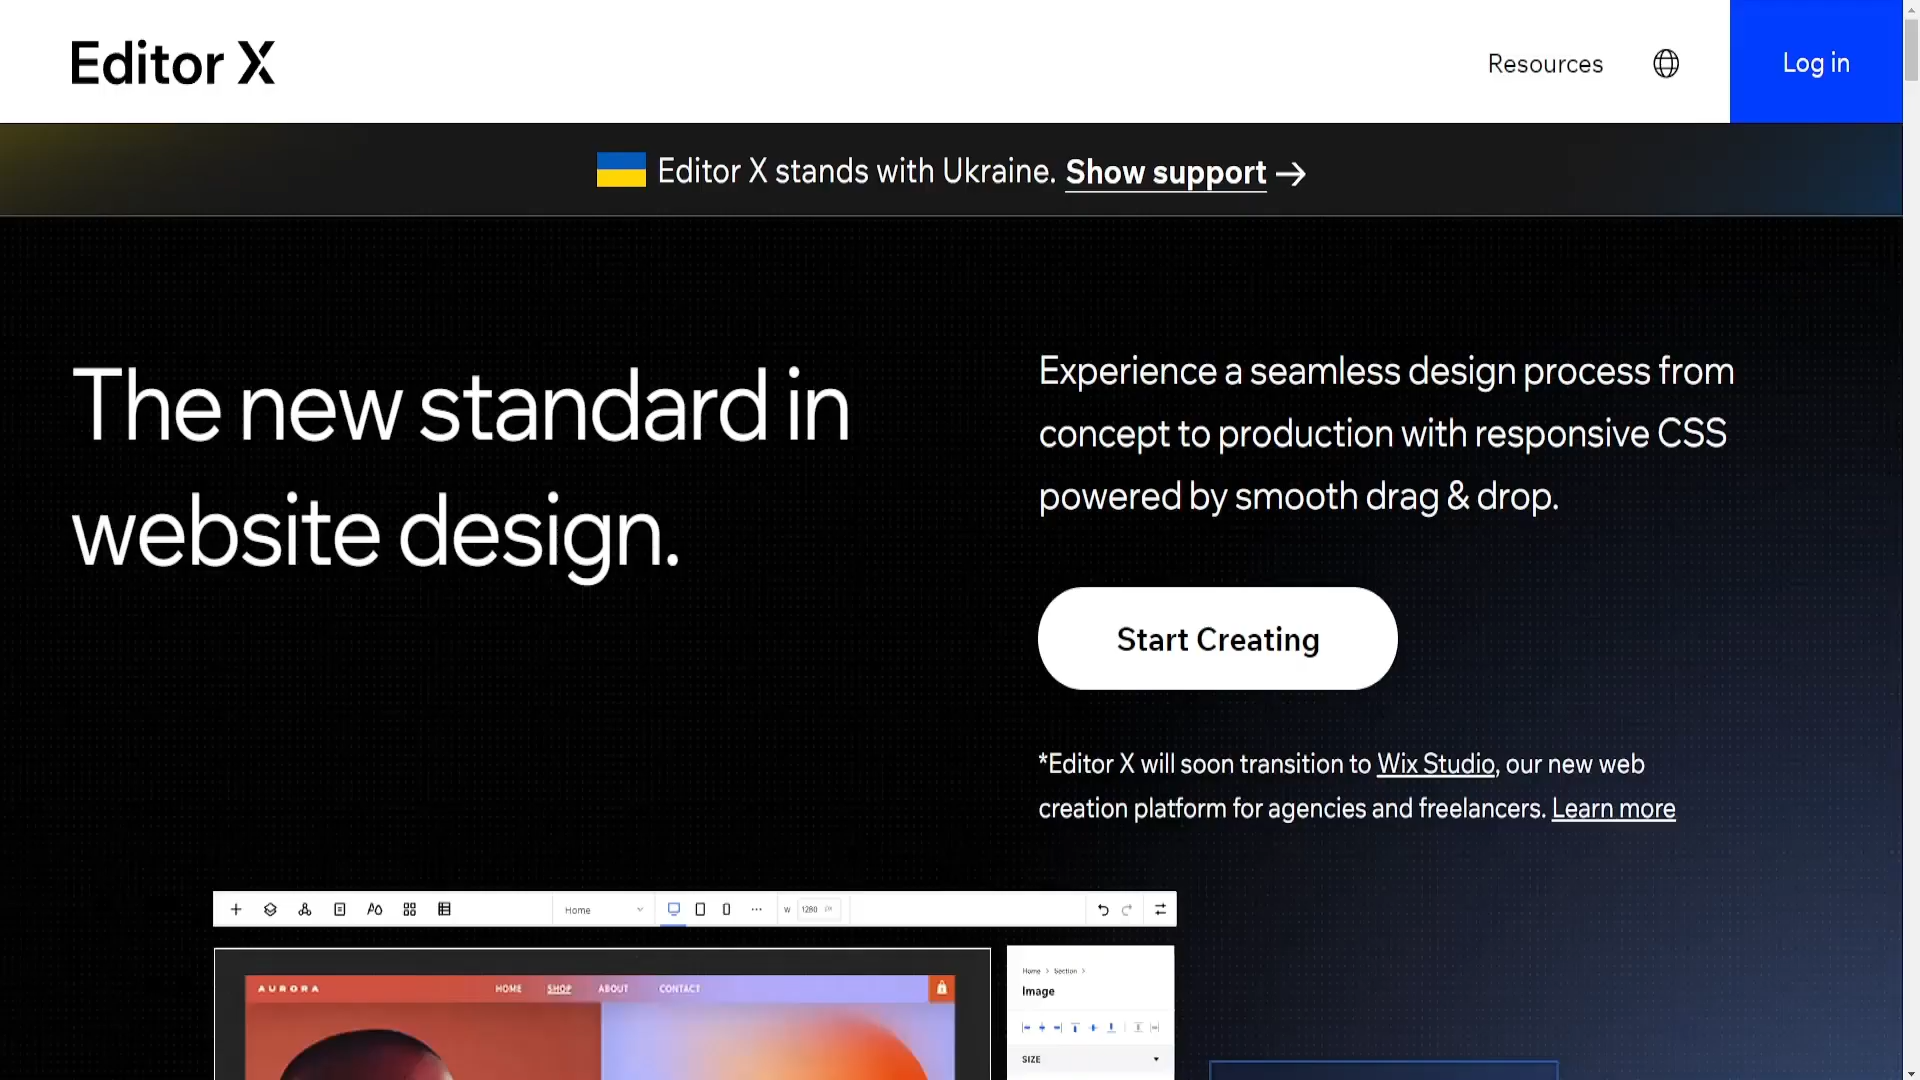 Editor X
Resources
Log in
Editor X stands with Ukraine. Show support
The new standard in
website design.
Experience a seamless design process from
concept to production with responsive CSS
powered by smooth drag & drop.
Start Creating
*Editor X will soon transition to Wix Studio, our new web
creation platform for agencies and freelancers. Learn more
Home
W 1280 PX
AURORA
HOME SHOP ABOUT CONTACT
Home > Section >
Image
SIZE